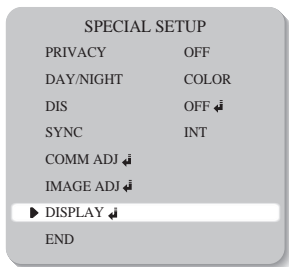 SPECIAL SETUP
PRIVACY OFF
DAY/NIGHT COLOR
DIS OFF ↲
SYNC INT
COMM ADJ ↲
IMAGE ADJ ↲
▶ DISPLAY ↲
END